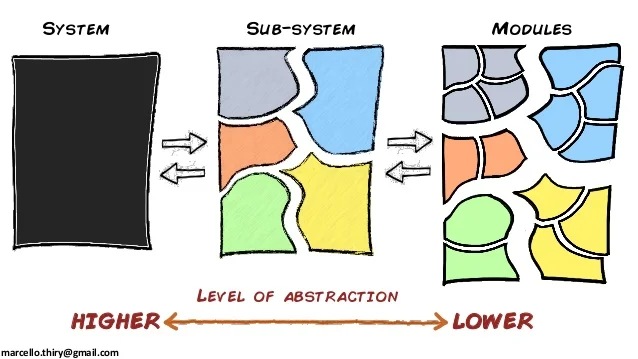 System
Sub-system
Modules
Level of abstraction
HIGHER
LOWER
marcello.thiry@gmail.com